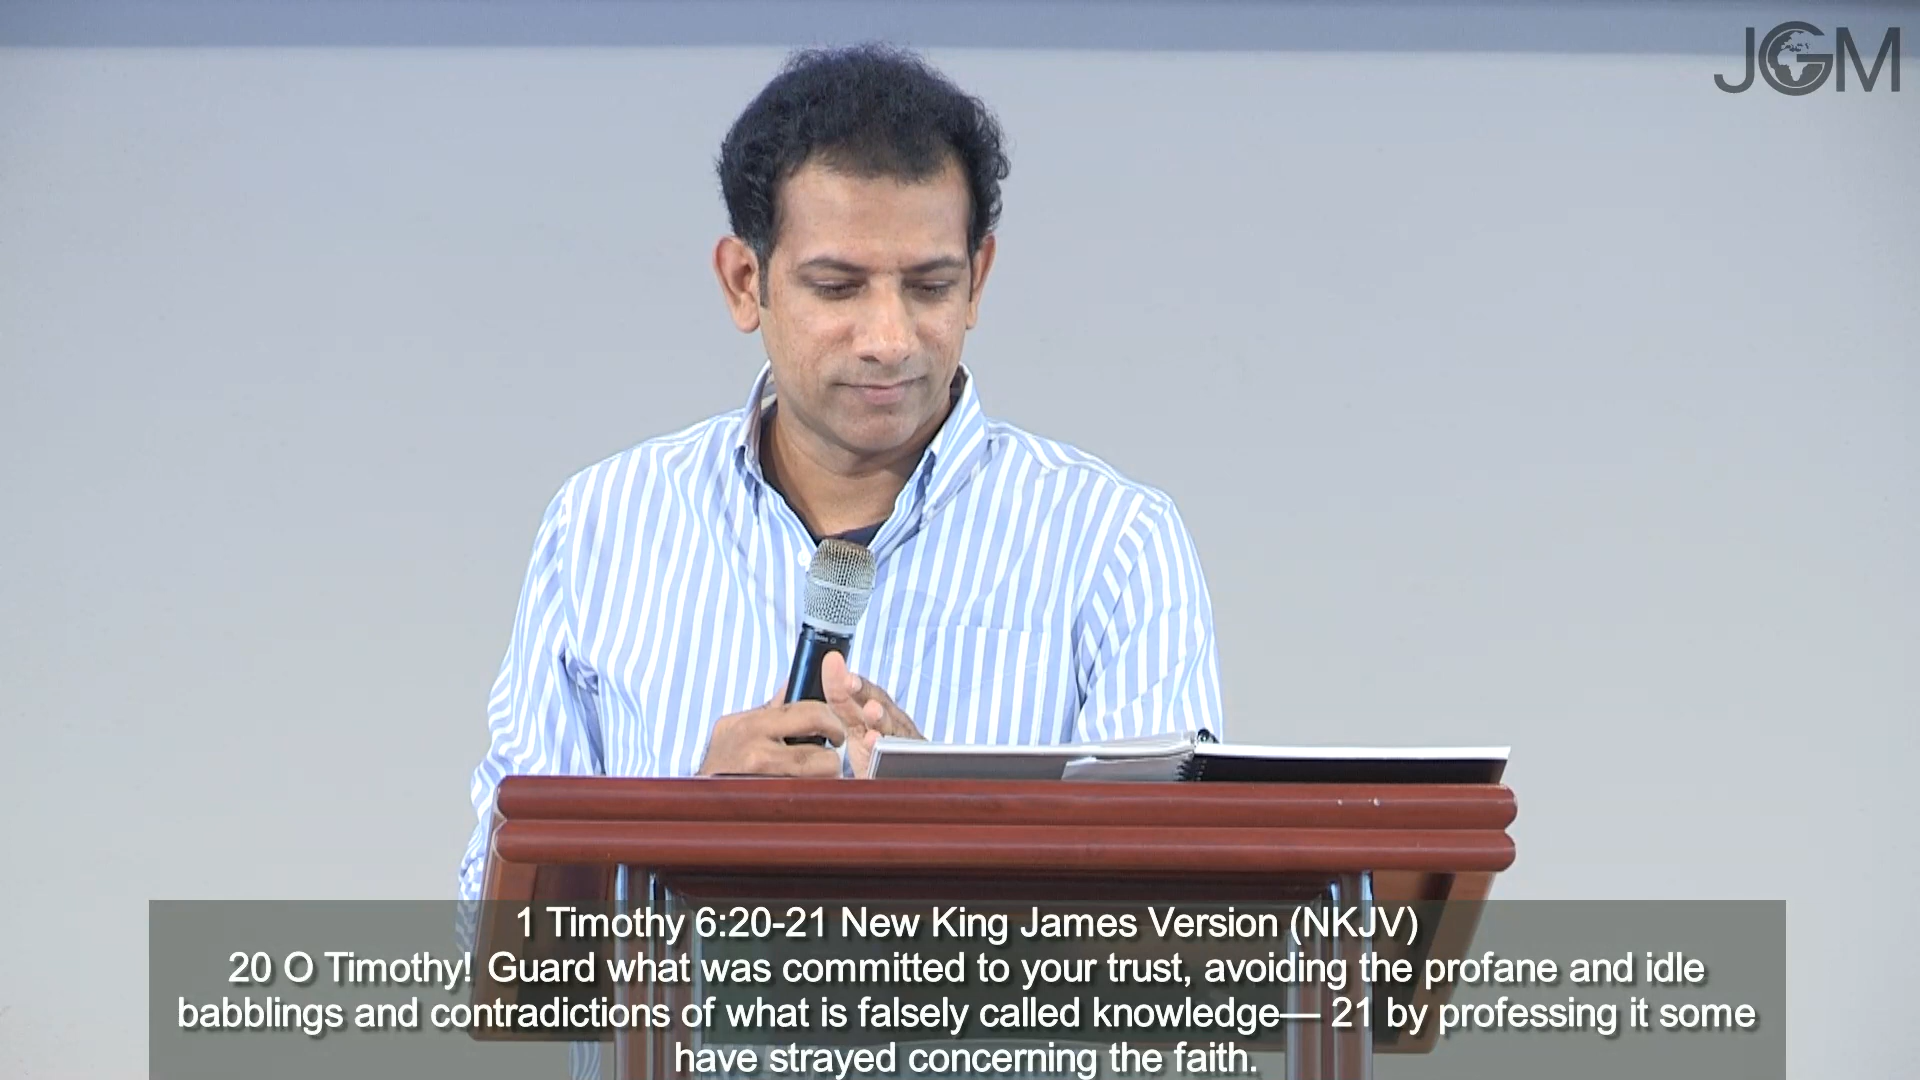 JGM
1 Timothy 6:20-21 New King James Version (NKJV)
20 O Timothy! Guard what was committed to your trust, avoiding the profane and idle
babblings and contradictions of what is falsely called knowledge— 21 by professing it some
have strayed concerning the faith.